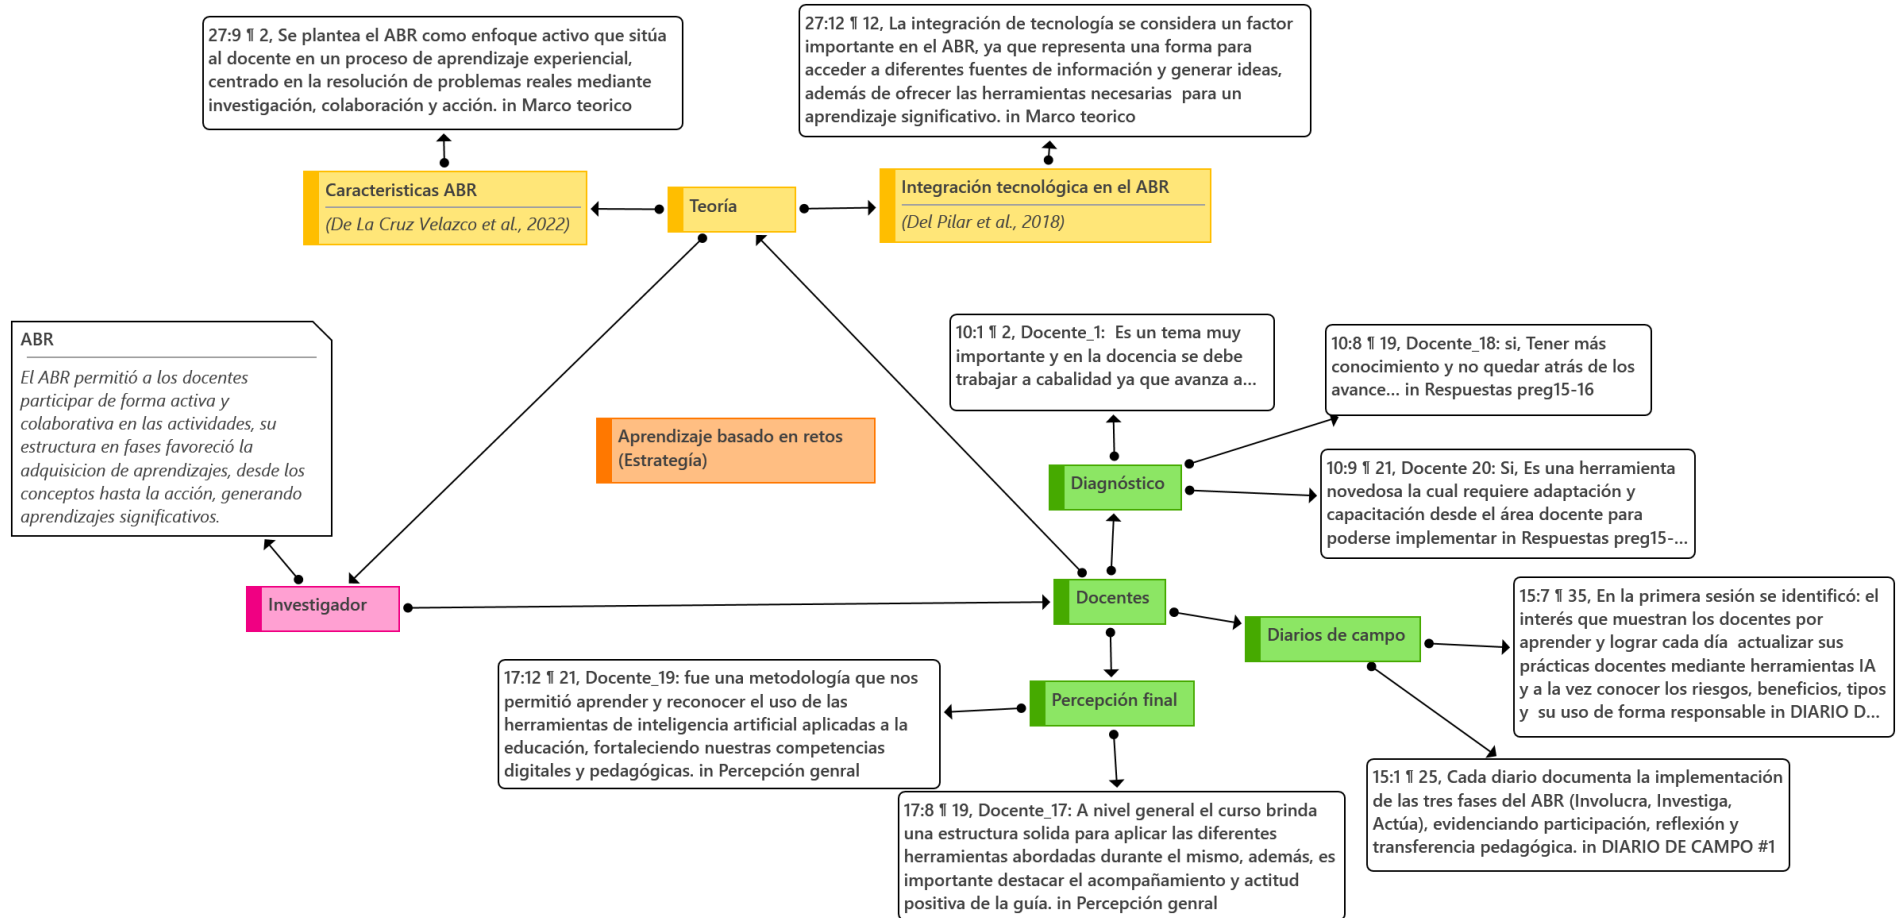 27:9 ¶ 2, Se plantea el ABR como enfoque activo que sitúa
al docente en un proceso de aprendizaje experiencial,
centrado en la resolución de problemas reales mediante
investigación, colaboración y acción. in Marco teorico
27:12 ¶ 12, La integración de tecnología se considera un factor
importante en el ABR, ya que representa una forma para
acceder a diferentes fuentes de información y generar ideas,
además de ofrecer las herramientas necesarias  para un
aprendizaje significativo. in Marco teorico
Caracteristicas ABR
(De La Cruz Velazco et al., 2022)
Teoría
Integración tecnológica en el ABR
(Del Pilar et al., 2018)
ABR
El ABR permitió a los docentes
participar de forma activa y
colaborativa en las actividades, su
estructura en fases favoreció la
adquisicion de aprendizajes, desde los
conceptos hasta la acción, generando
aprendizajes significativos.
10:1 ¶ 2, Docente_1:  Es un tema muy
importante y en la docencia se debe
trabajar a cabalidad ya que avanza a...
10:8 ¶ 19, Docente_18: si, Tener más
conocimiento y no quedar atrás de los
avance... in Respuestas preg15-16
Aprendizaje basado en retos
(Estrategía)
Diagnóstico
10:9 ¶ 21, Docente 20: Si, Es una herramienta
novedosa la cual requiere adaptación y
capacitación desde el área docente para
poderse implementar in Respuestas preg15-...
Investigador
Docentes
Diarios de campo
15:7 ¶ 35, En la primera sesión se identificó: el
interés que muestran los docentes por
aprender y lograr cada día  actualizar sus
prácticas docentes mediante herramientas IA
y a la vez conocer los riesgos, beneficios, tipos
y  su uso de forma responsable in DIARIO D...
17:12 ¶ 21, Docente_19: fue una metodología que nos
permitió aprender y reconocer el uso de las
herramientas de inteligencia artificial aplicadas a la
educación, fortaleciendo nuestras competencias
digitales y pedagógicas. in Percepción genral
Percepción final
15:1 ¶ 25, Cada diario documenta la implementación
de las tres fases del ABR (Involucra, Investiga,
Actúa), evidenciando participación, reflexión y
transferencia pedagógica. in DIARIO DE CAMPO #1
17:8 ¶ 19, Docente_17: A nivel general el curso brinda
una estructura solida para aplicar las diferentes
herramientas abordadas durante el mismo, además, es
importante destacar el acompañamiento y actitud
positiva de la guía. in Percepción genral